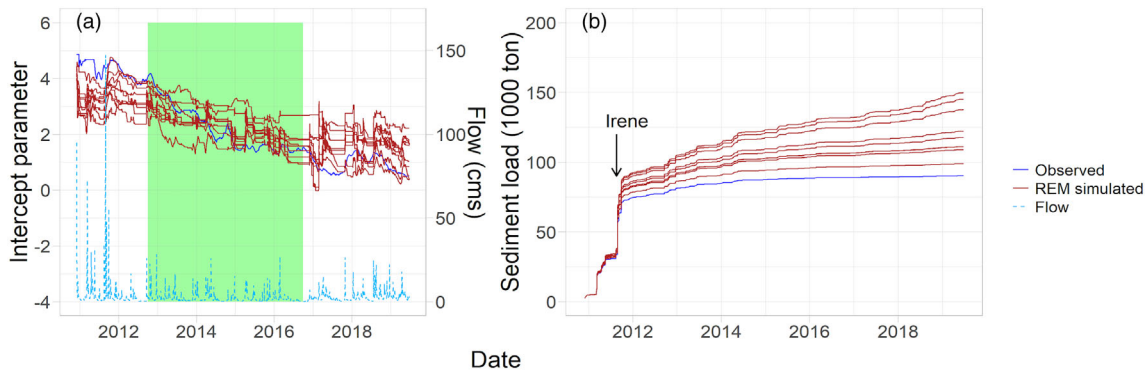 (a)
6
4
2
0
-2
-4
Intercept parameter
150
100
50
0
Flow (cms)
2012 2014 2016 2018
(b)
200
150
100
50
0
Sediment load (10000 ton)
Irene
2012 2014 2016 2018
Date
Observed
REM simulated
Flow